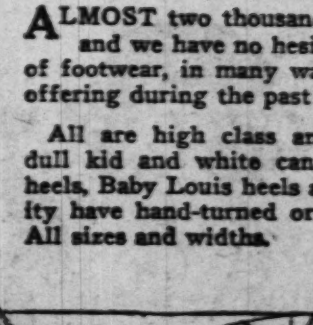 ALMOST two thousan
and we have no hesi
of footwear, in many wa
offering during the past
All are high class ar
dull kid and white can
heels, Baby Louis heels a
ity have hand-turned or
All sizes and widths.